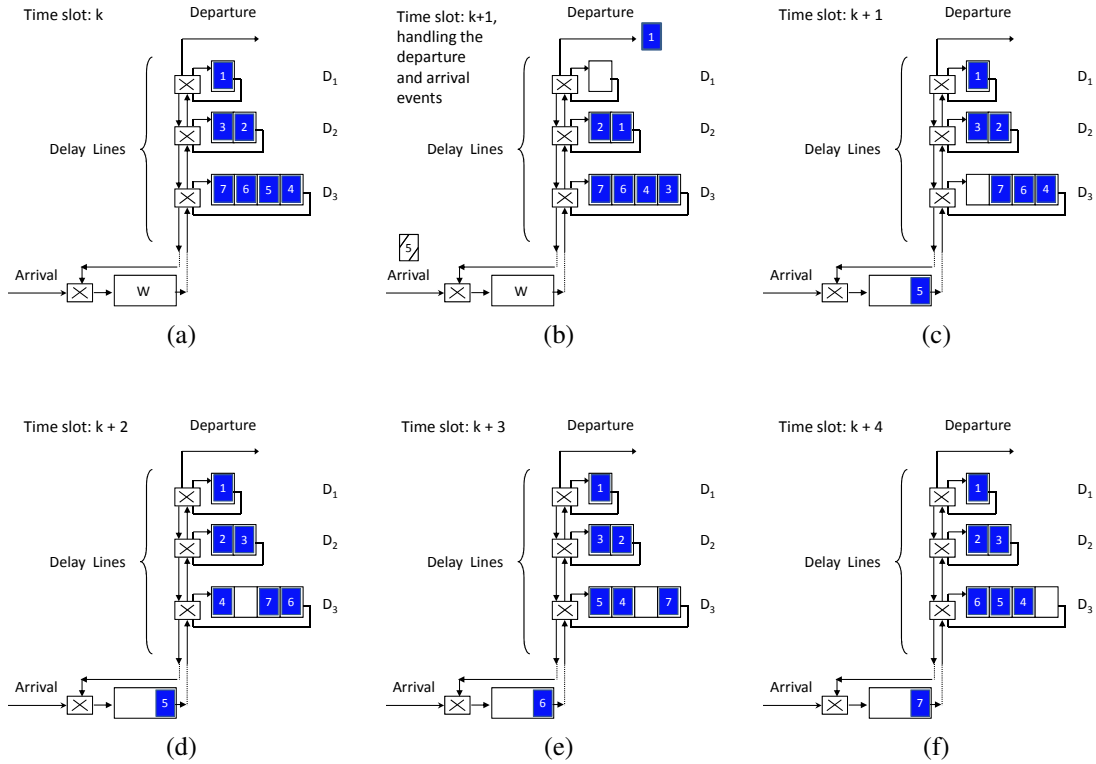 Time slot: k
Departure
1
D1
3 2
D2
Delay Lines
7 6 5 4
D3
Arrival
W
(a)
Time slot: k+1,
handling the
departure
and arrival
events
Departure
1
D1
2 1
D2
Delay Lines
7 6 4 3
D3
5
Arrival
W
(b)
Time slot: k + 1
Departure
1
D1
3 2
D2
Delay Lines
7 6 4
D3
Arrival
5
(c)
Time slot: k + 2
Departure
1
D1
2 3
D2
Delay Lines
4 7 6
D3
Arrival
5
(d)
Time slot: k + 3
Departure
1
D1
3 2
D2
Delay Lines
5 4 7
D3
Arrival
6
(e)
Time slot: k + 4
Departure
1
D1
2 3
D2
Delay Lines
6 5 4
D3
Arrival
7
(f)